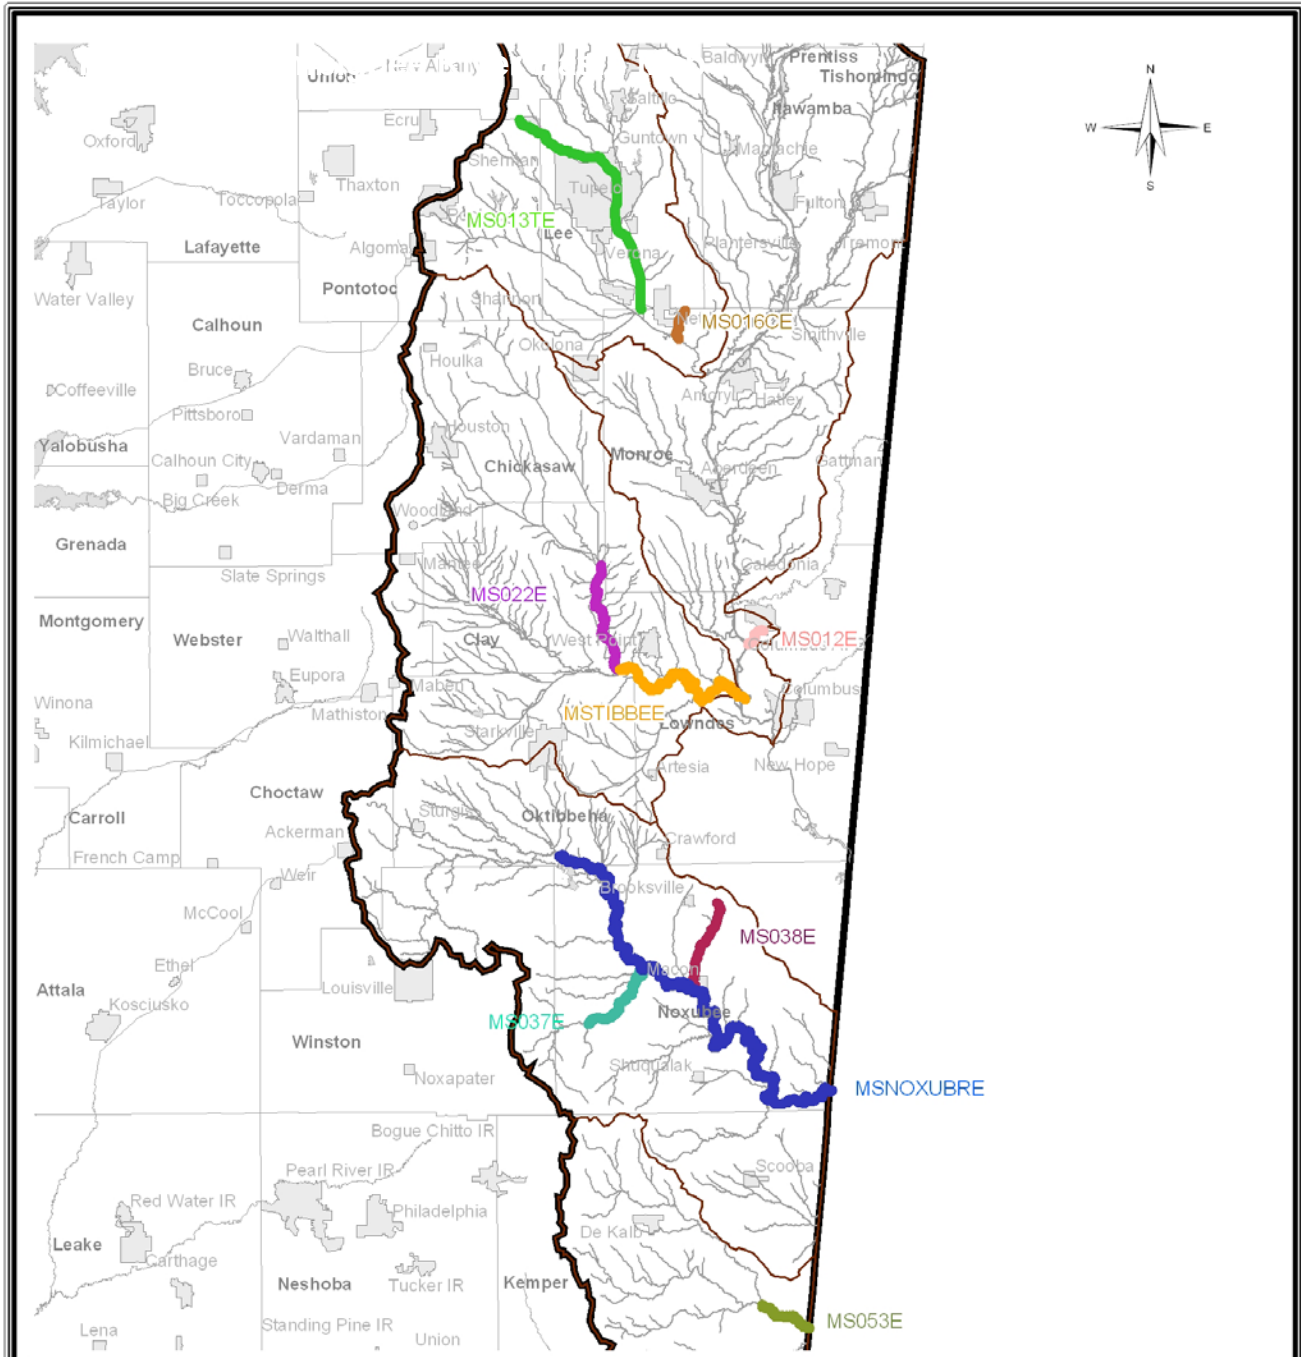 New Albany
Baldwyn
Prentiss
Union
Tishomingo
N
Saltillo
Itawamba
Ecru
W
E
Oxford
Guntown
Mantachie
Sherman
S
Thaxton
Tupelo
Taylor
Toccopola
Fulton
MS013TE
Lee
Lafayette
Algoma
Verona
Plantersville
Tremont
Pontotoc
Water Valley
Shannon
Calhoun
MS016CE
Smithville
Okolona
Houlka
Bruce
Coffeeville
Amory
Hatley
Pittsboro
Houston
Vardaman
Yalobusha
Monroe
Calhoun City
Chickasaw
Aberdeen
Gattman
Derma
Big Creek
Woodland
Grenada
Mantee
Caledonia
Slate Springs
MS022E
Montgomery
Webster
Walthall
Clay
West Point
MS012E
Eupora
Maben
Columbus
Winona
Mathiston
MSTIBBEE
Lowndes
Starkville
Kilmichael
Artesia
New Hope
Choctaw
Carroll
Sturgis
Oktibbeha
Ackerman
Crawford
French Camp
Weir
Brooksville
McCool
MS038E
Ethel
Macon
Attala
Louisville
Kosciusko
Noxubee
MS037E
Winston
Shuqualak
Noxapater
MSNOXUBRE
Bogue Chitto IR
Pearl River IR
Scooba
Red Water IR
Philadelphia
De Kalb
Leake
Carthage
Neshoba
Tucker IR
Kemper
MS053E
Standing Pine IR
Lena
Union